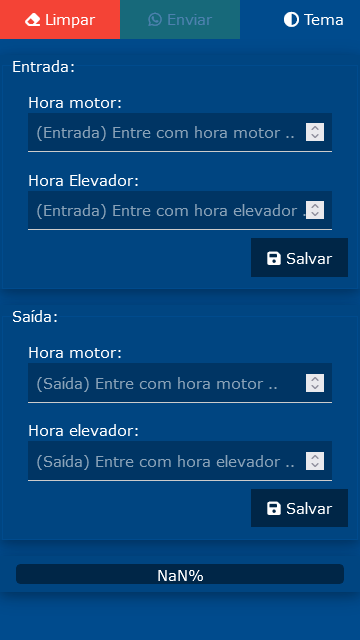 Limpar Enviar Tema
Entrada:
Hora motor:
(Entrada) Entre com hora motor ..
Hora Elevador:
(Entrada) Entre com hora elevador .
Salvar
Saída:
Hora motor:
(Saída) Entre com hora motor ..
Hora elevador:
(Saída) Entre com hora elevador ..
Salvar
NaN%